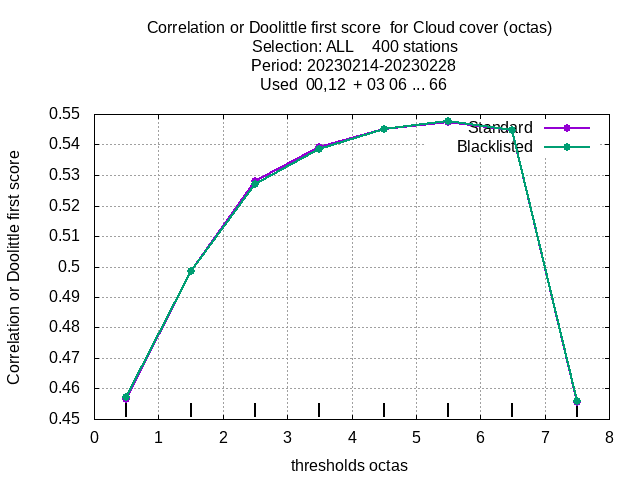 Correlation or Doolittle first score  for Cloud cover (octas)
Selection: ALL    400 stations
Period: 20230214-20230228
Used  00,12  + 03 06 ... 66
Correlation or Doolittle first score
0.55
0.54
0.53
0.52
0.51
0.5
0.49
0.48
0.47
0.46
0.45
Standard
Blacklisted
0 1 2 3 4 5 6 7 8
thresholds octas